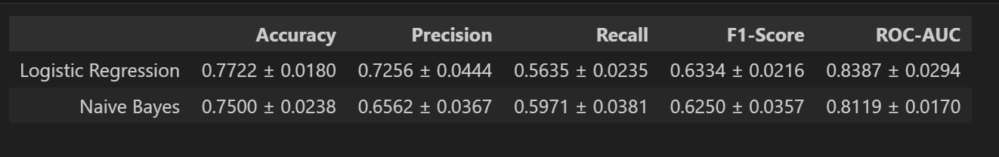 Accuracy Precision Recall F1-Score ROC-AUC
Logistic Regression 0.7722 ± 0.0180 0.7256 ± 0.0444 0.5635 ± 0.0235 0.6334 ± 0.0216 0.8387 ± 0.0294
Naive Bayes 0.7500 ± 0.0238 0.6562 ± 0.0367 0.5971 ± 0.0381 0.6250 ± 0.0357 0.8119 ± 0.0170